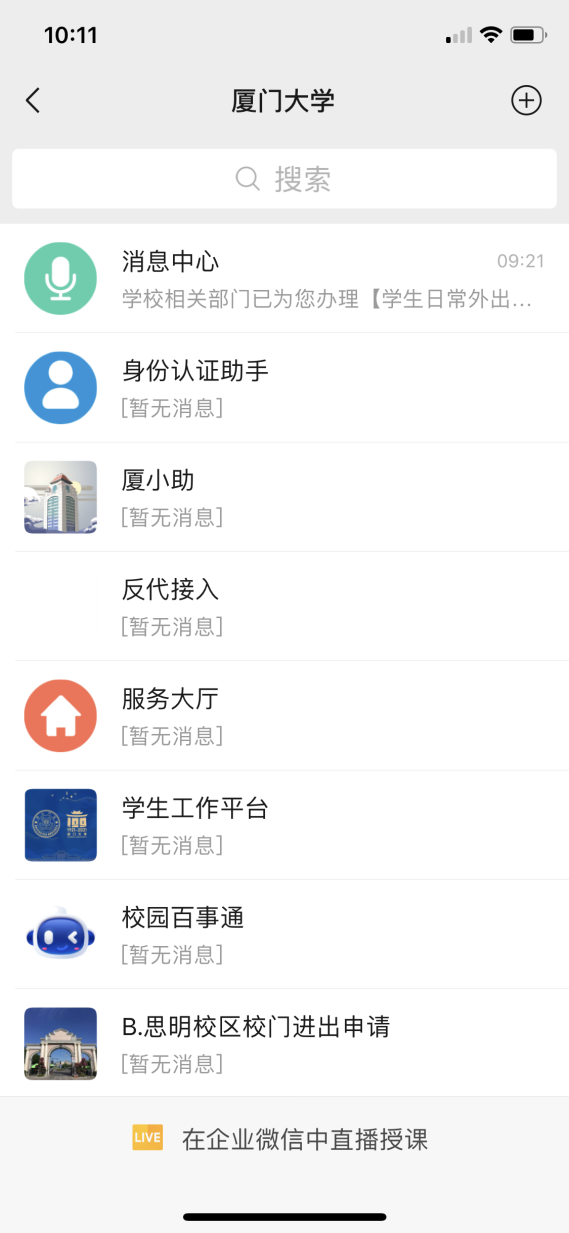 10:11
厦门大学
搜索
消息中心
09:21
学校相关部门已为您办理【学生日常外出...
身份认证助手
[暂无消息]
厦小助
[暂无消息]
反代接入
[暂无消息]
服务大厅
[暂无消息]
学生工作平台
[暂无消息]
校园百事通
[暂无消息]
B.思明校区校门进出申请
[暂无消息]
LIVE 在企业微信中直播授课